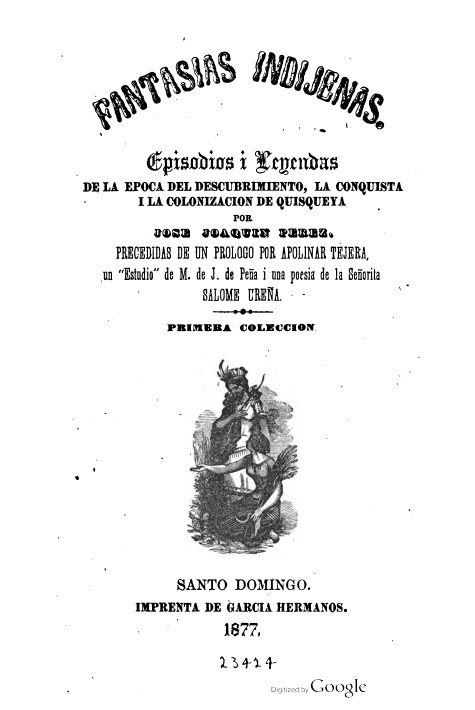 FANTASIAS INDIJENAS.
Episodios i Leyendas
DE LA EPOCA DEL DESCUBRIMIENTO, LA CONQUISTA
I LA COLONIZACION DE QUISQUEYA
POR
JOSE JOAQUIN PEREZ.
PRECEDIDAS DE UN PROLOGO POR APOLINAR TEJERA,
un "Estudio" de M. de J. de Peña i una poesia de la Señorita
SALOME UREÑA.
PRIMERA COLECCION
SANTO DOMINGO.
IMPRENTA DE GARCIA HERMANOS.
1877.
23424
Digitized by Google